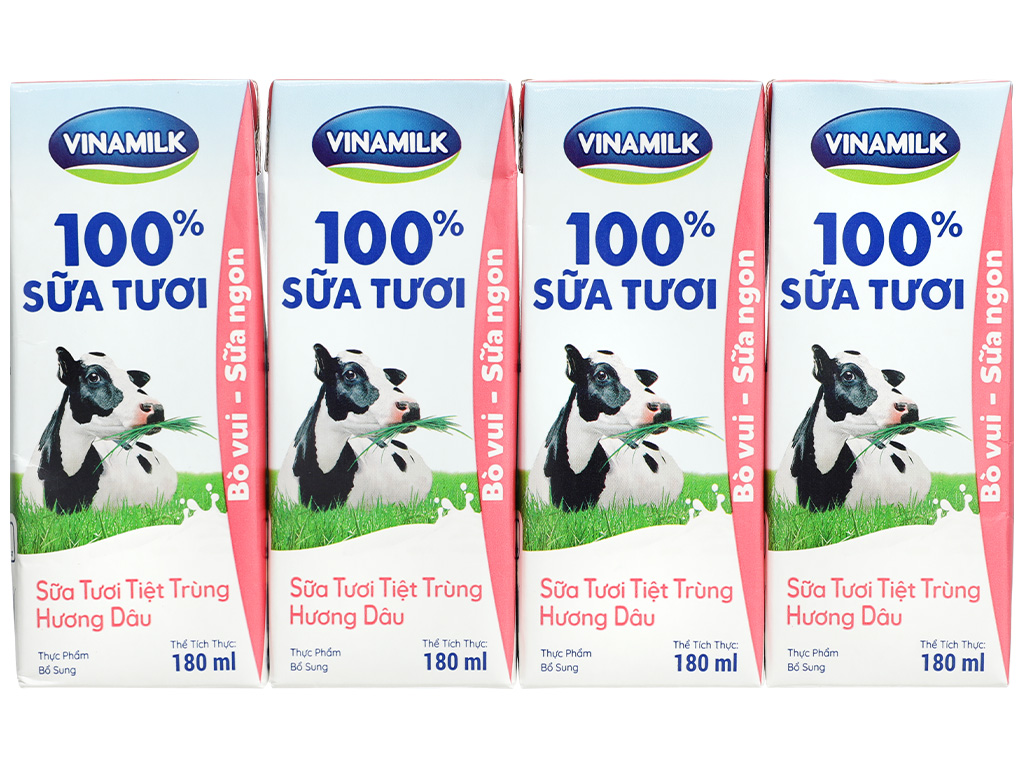 VINAMILK
100%
SỮA TƯƠI
Bò vui - Sữa ngon
Sữa Tươi Tiệt Trùng
Hương Dâu
Thực Phẩm
Bổ Sung
Thể Tích Thực:
180 ml
VINAMILK
100%
SỮA TƯƠI
Bò vui - Sữa ngon
Sữa Tươi Tiệt Trùng
Hương Dâu
Thực Phẩm
Bổ Sung
Thể Tích Thực:
180 ml
VINAMILK
100%
SỮA TƯƠI
Bò vui - Sữa ngon
Sữa Tươi Tiệt Trùng
Hương Dâu
Thực Phẩm
Bổ Sung
Thể Tích Thực:
180 ml
VINAMILK
100%
SỮA TƯƠI
Bò vui - Sữa ngon
Sữa Tươi Tiệt Trùng
Hương Dâu
Thực Phẩm
Bổ Sung
Thể Tích Thực:
180 ml